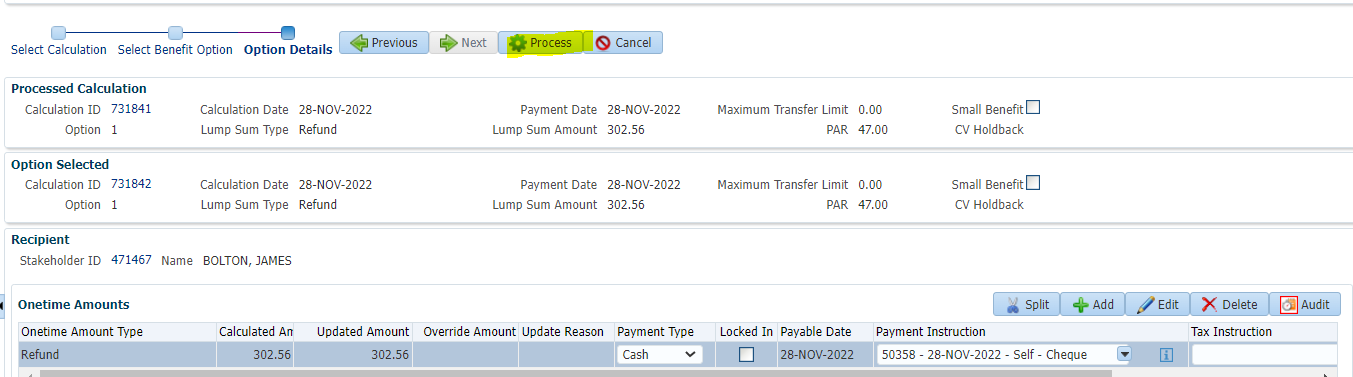 Select Calculation Select Benefit Option Option Details Previous Next Process Cancel
Processed Calculation
Calculation ID 731841 Calculation Date 28-NOV-2022 Payment Date 28-NOV-2022 Maximum Transfer Limit 0.00 Small Benefit
Option 1 Lump Sum Type Refund Lump Sum Amount 302.56 PAR 47.00 CV Holdback
Option Selected
Calculation ID 731842 Calculation Date 28-NOV-2022 Payment Date 28-NOV-2022 Maximum Transfer Limit 0.00 Small Benefit
Option 1 Lump Sum Type Refund Lump Sum Amount 302.56 PAR 47.00 CV Holdback
Recipient
Stakeholder ID 471467 Name BOLTON, JAMES
Onetime Amounts Split Add Edit Delete Audit
Onetime Amount Type Calculated Am Updated Amount Override Amount Update Reason Payment Type Locked In Payable Date Payment Instruction Tax Instruction
Refund 302.56 302.56 Cash 28-NOV-2022 50358 - 28-NOV-2022 - Self - Cheque